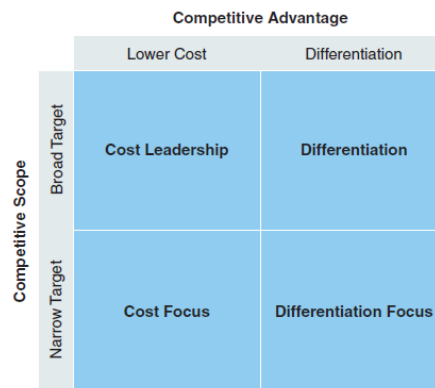 Competitive Advantage
Lower Cost
Differentiation
Competitive Scope
Broad Target
Cost Leadership
Differentiation
Narrow Target
Cost Focus
Differentiation Focus